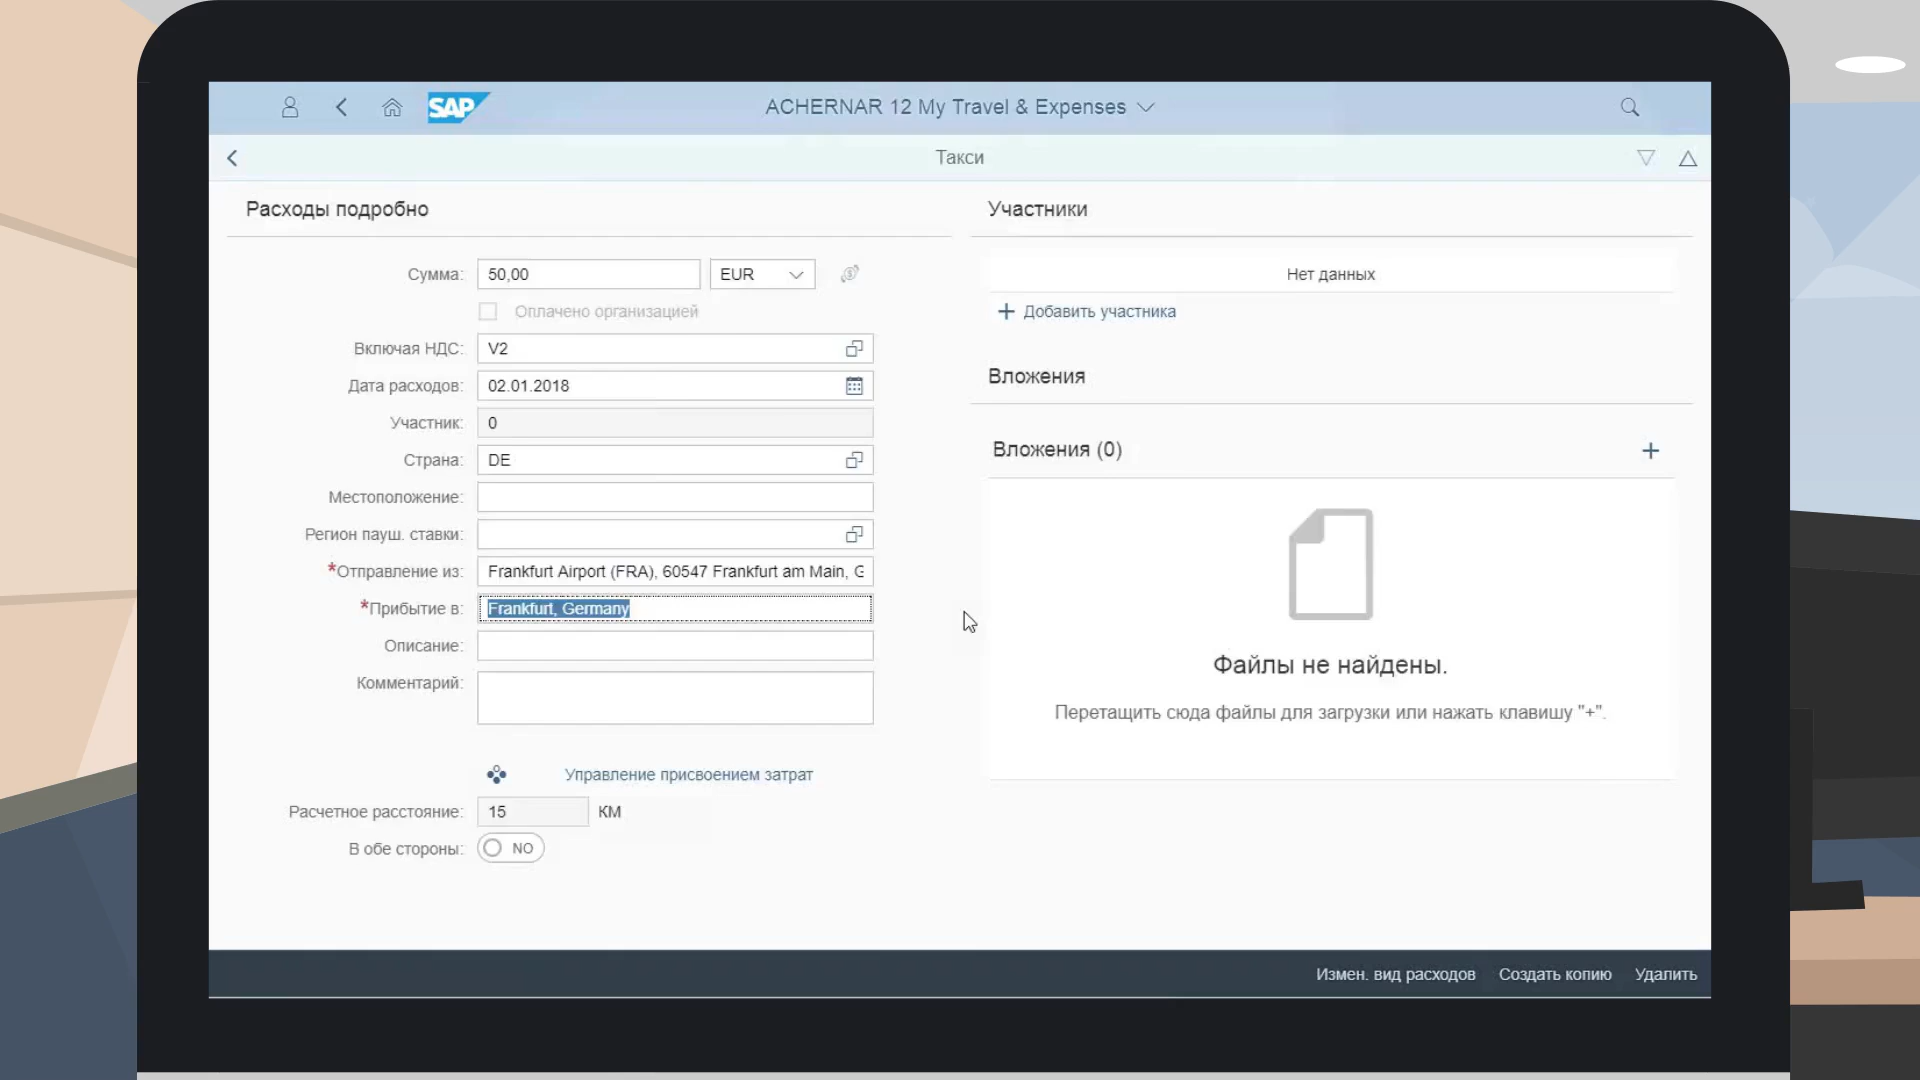 SAP
ACHERNAR 12 My Travel & Expenses
Такси
Расходы подробно
Сумма: 50,00 EUR
Оплачено организацией
Включая НДС: V2
Дата расходов: 02.01.2018
Участник: 0
Страна: DE
Местоположение:
Регион пауш. ставки:
*Отправление из: Frankfurt Airport (FRA), 60547 Frankfurt am Main, G
*Прибытие в: Frankfurt, Germany
Описание:
Комментарий:
Управление присвоением затрат
Расчетное расстояние: 15 КМ
В обе стороны: NO
Участники
Нет данных
+ Добавить участника
Вложения
Вложения (0)
Файлы не найдены.
Перетащить сюда файлы для загрузки или нажать клавишу "+".
Измен. вид расходов Создать копию Удалить